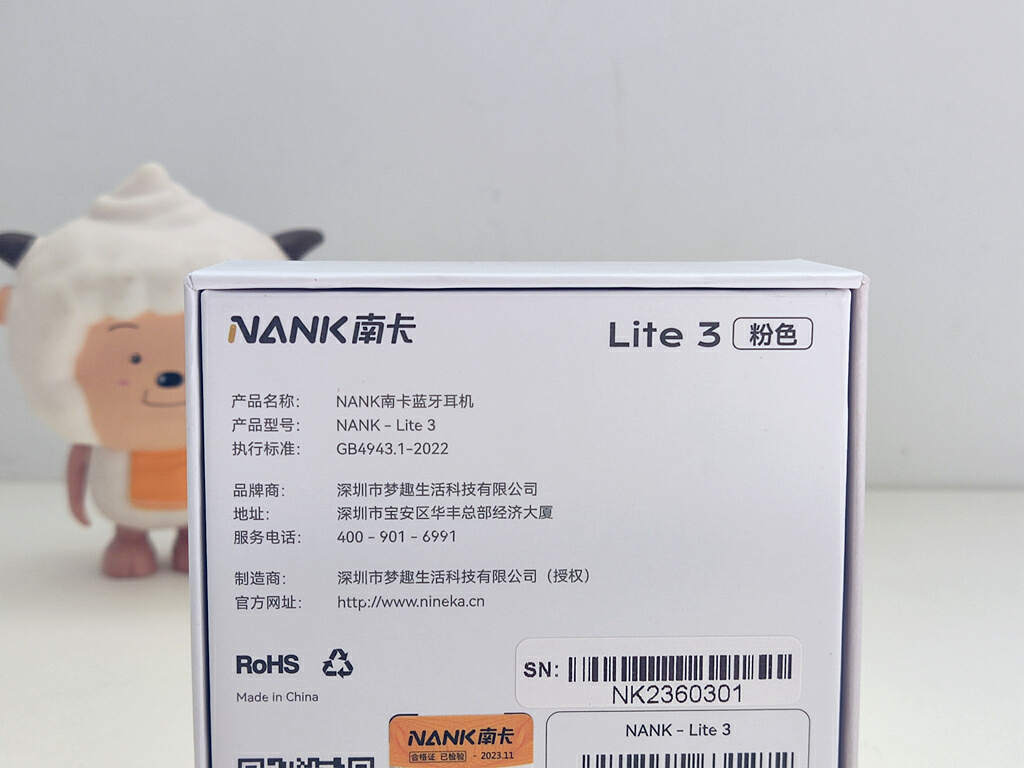 NANK南卡
Lite 3 粉色
产品名称: NANK南卡蓝牙耳机
产品型号: NANK - Lite 3
执行标准: GB4943.1-2022
品牌商: 深圳市梦趣生活科技有限公司
地址: 深圳市宝安区华丰总部经济大厦
服务电话: 400 - 901 - 6991
制造商: 深圳市梦趣生活科技有限公司（授权）
官方网址: http://www.nineka.cn
RoHS
Made in China
SN:
NK2360301
NANK南卡
合格证 已检验 - 2023.11
NANK - Lite 3